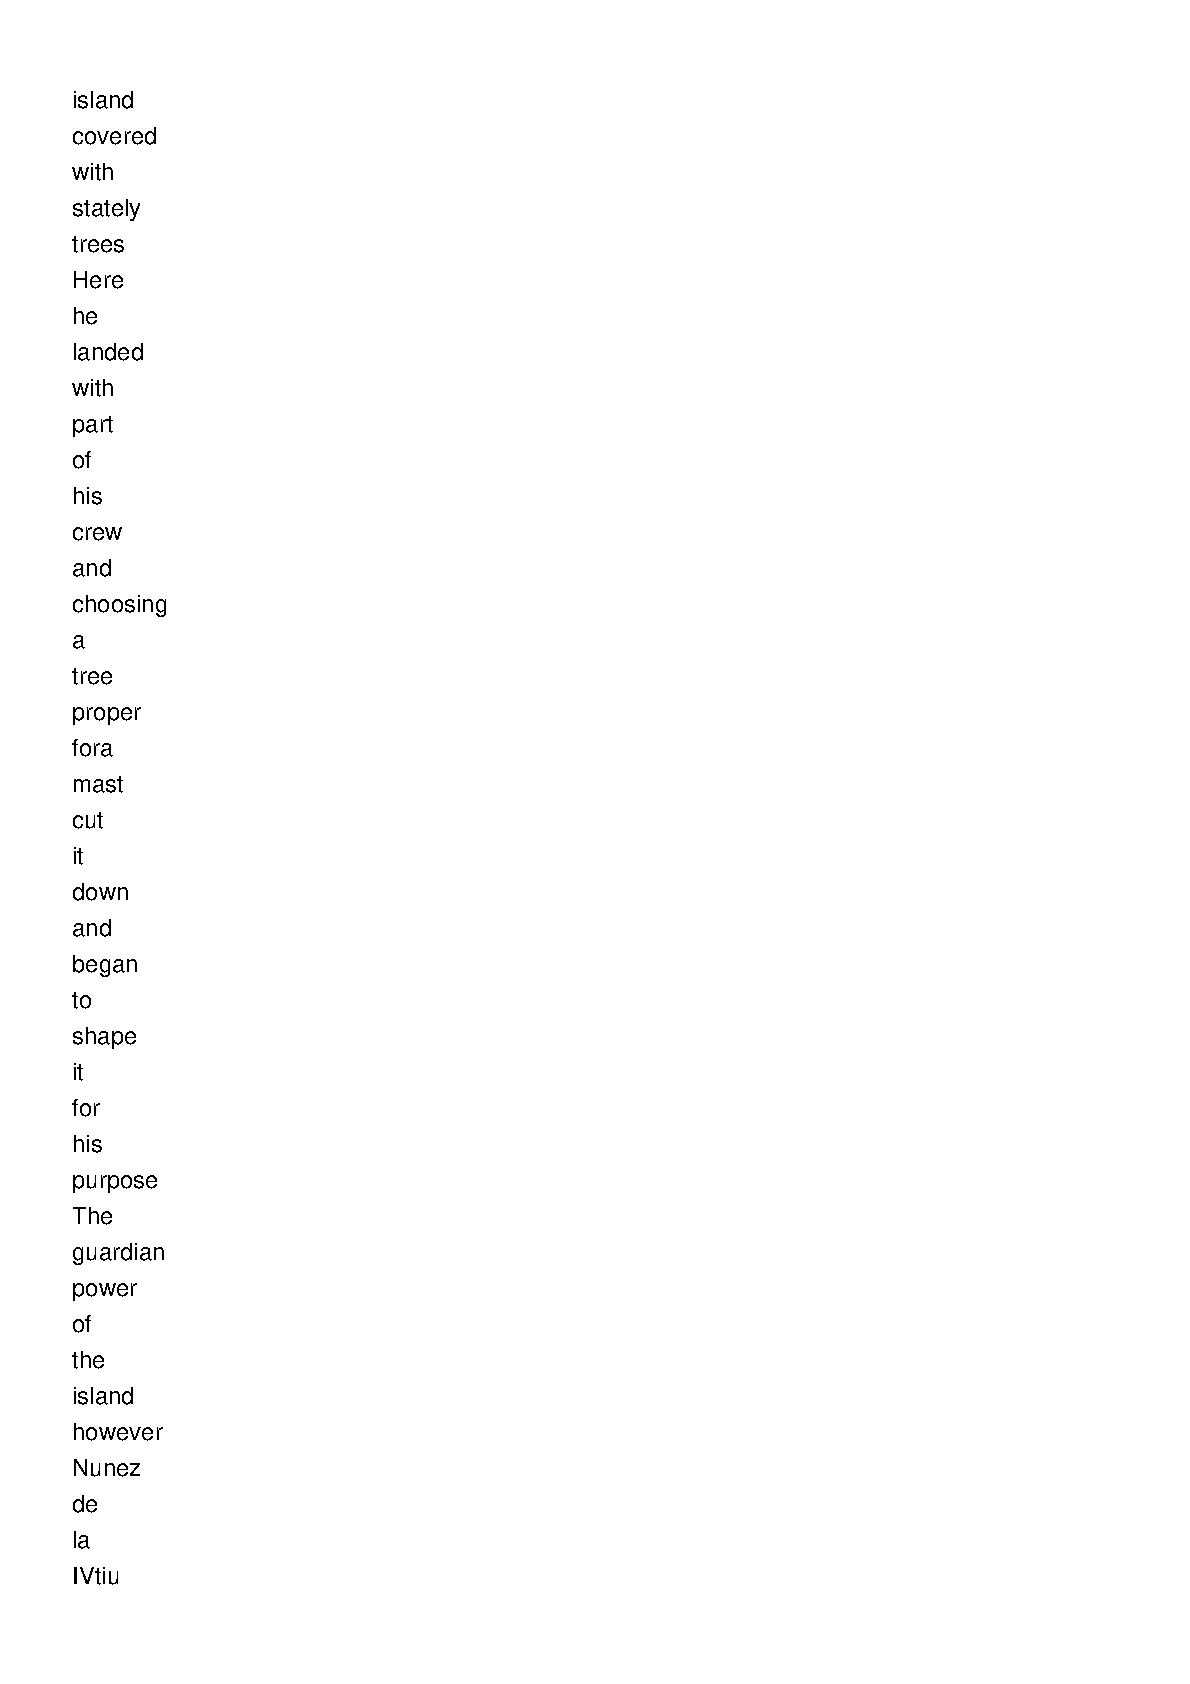 island
covered
with
stately
trees
Here
he
landed
with
part
of
his
crew
and
choosing
a
tree
proper
fora
mast
cut
it
down
and
began
to
shape
it
for
his
purpose
The
guardian
power
of
the
island
however
Nunez
de
la
IVtiu